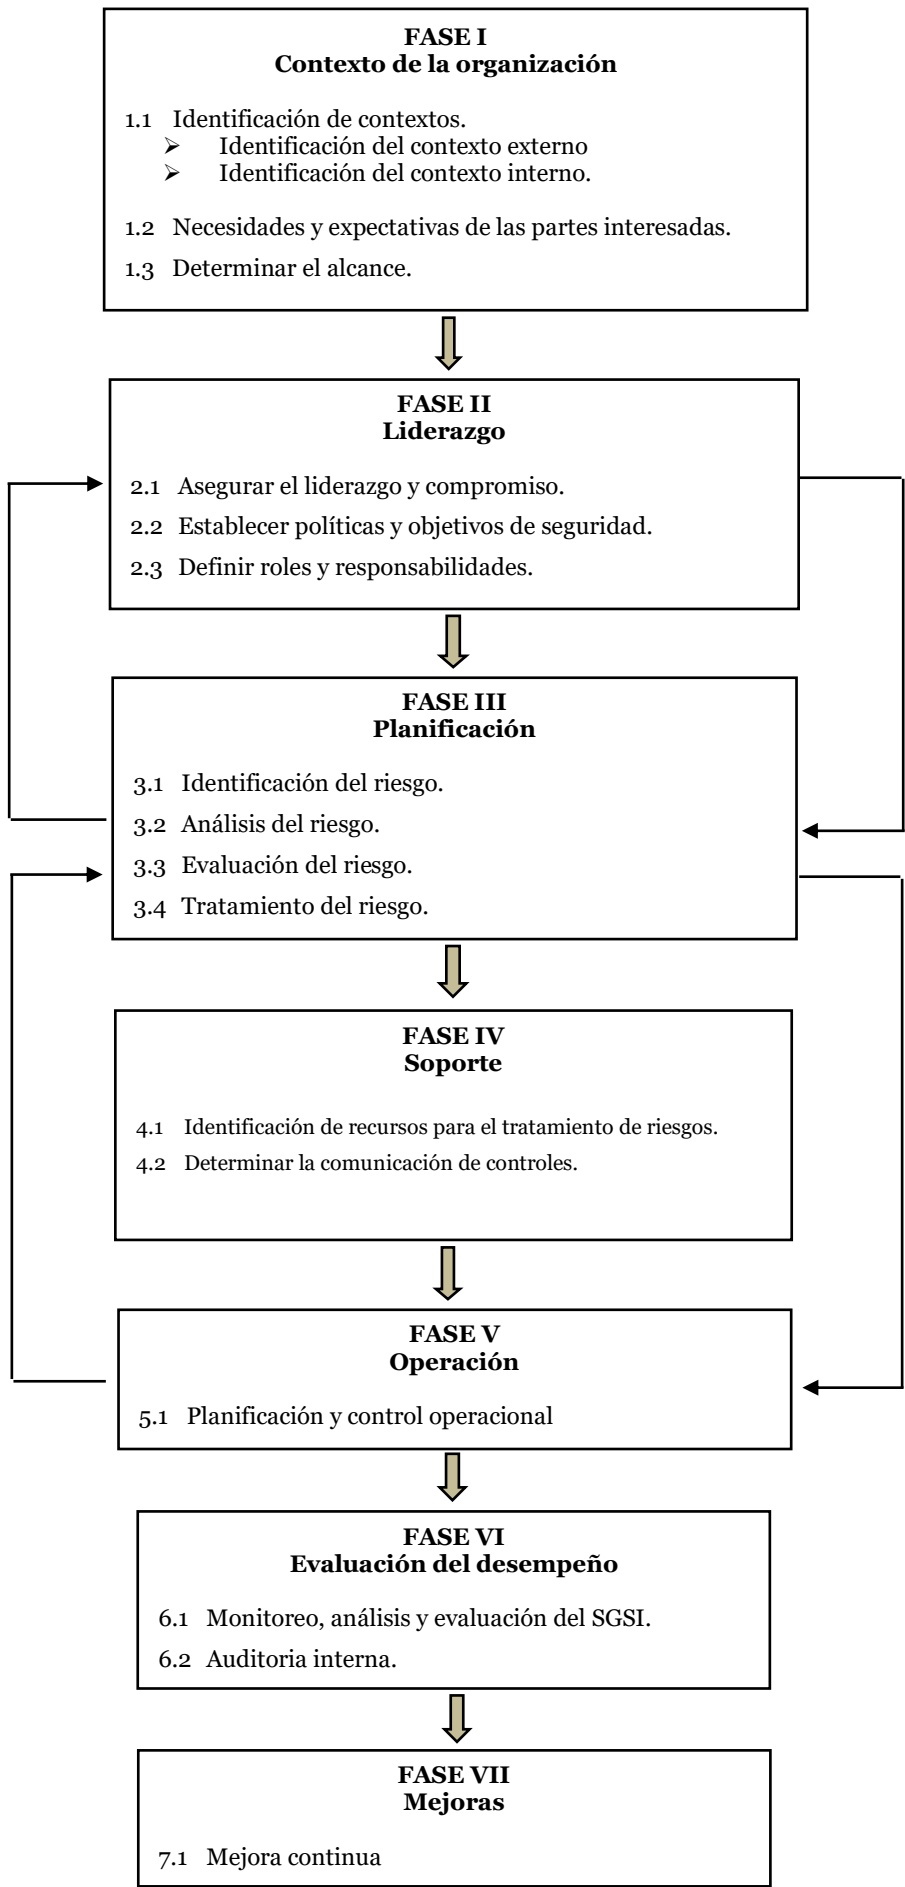 FASE I
Contexto de la organización
1.1 Identificación de contextos.
➢ Identificación del contexto externo
➢ Identificación del contexto interno.
1.2 Necesidades y expectativas de las partes interesadas.
1.3 Determinar el alcance.
FASE II
Liderazgo
2.1 Asegurar el liderazgo y compromiso.
2.2 Establecer políticas y objetivos de seguridad.
2.3 Definir roles y responsabilidades.
FASE III
Planificación
3.1 Identificación del riesgo.
3.2 Análisis del riesgo.
3.3 Evaluación del riesgo.
3.4 Tratamiento del riesgo.
FASE IV
Soporte
4.1 Identificación de recursos para el tratamiento de riesgos.
4.2 Determinar la comunicación de controles.
FASE V
Operación
5.1 Planificación y control operacional
FASE VI
Evaluación del desempeño
6.1 Monitoreo, análisis y evaluación del SGSI.
6.2 Auditoria interna.
FASE VII
Mejoras
7.1 Mejora continua